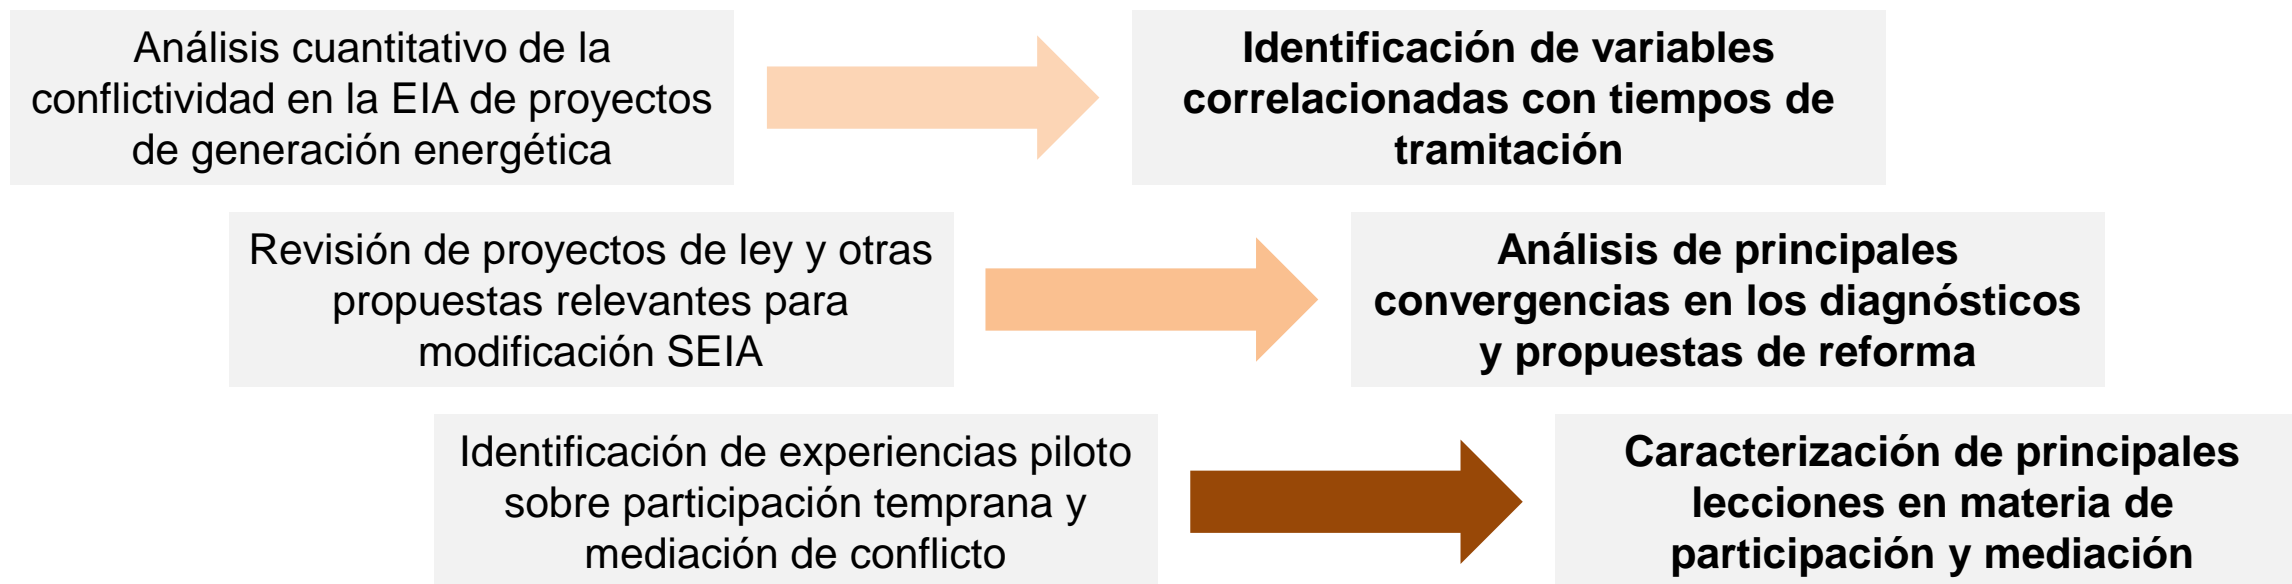 Análisis cuantitativo de la
conflictividad en la EIA de proyectos
de generación energética
Identificación de variables
correlacionadas con tiempos de
tramitación
Revisión de proyectos de ley y otras
propuestas relevantes para
modificación SEIA
Análisis de principales
convergencias en los diagnósticos
y propuestas de reforma
Identificación de experiencias piloto
sobre participación temprana y
mediación de conflicto
Caracterización de principales
lecciones en materia de
participación y mediación